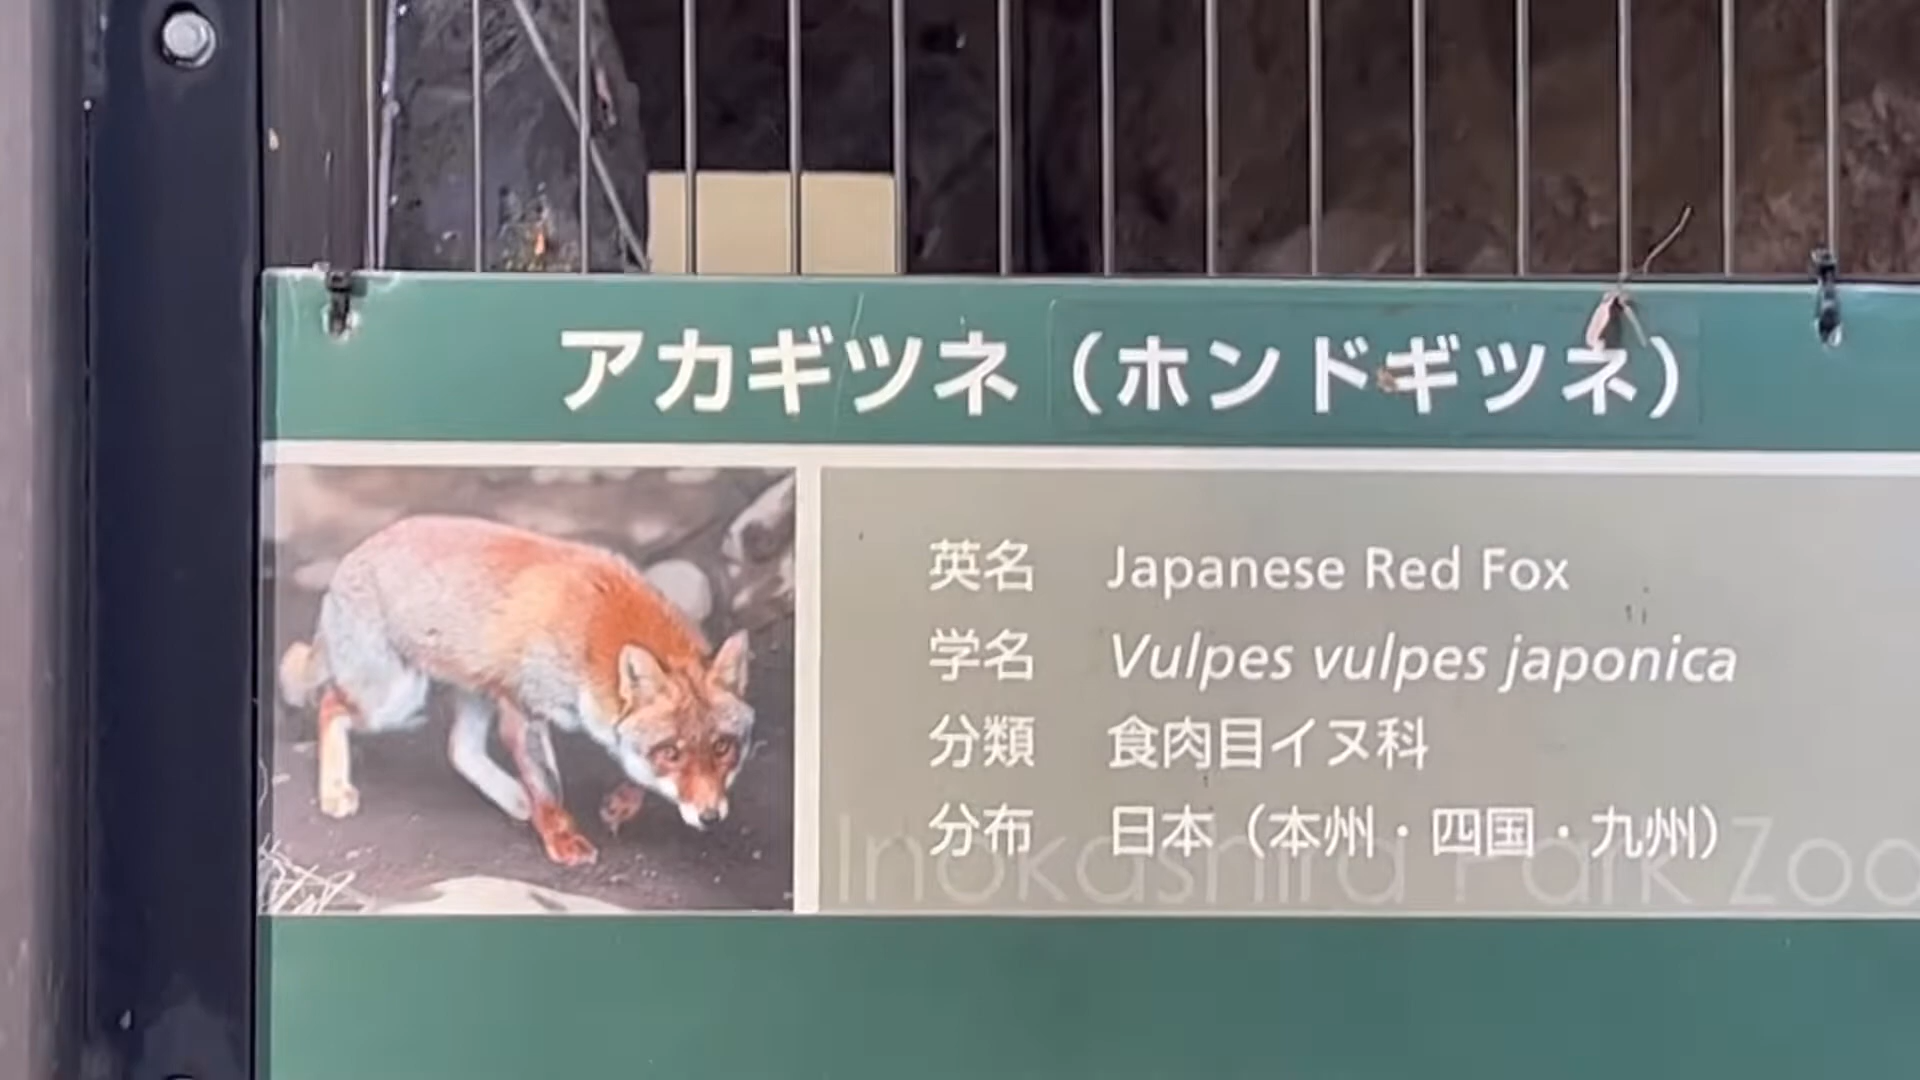 アカギツネ（ホンドギツネ）
英名 Japanese Red Fox
学名 Vulpes vulpes japonica
分類 食肉目イヌ科
分布 日本（本州・四国・九州）
Inokashira Park Zoo